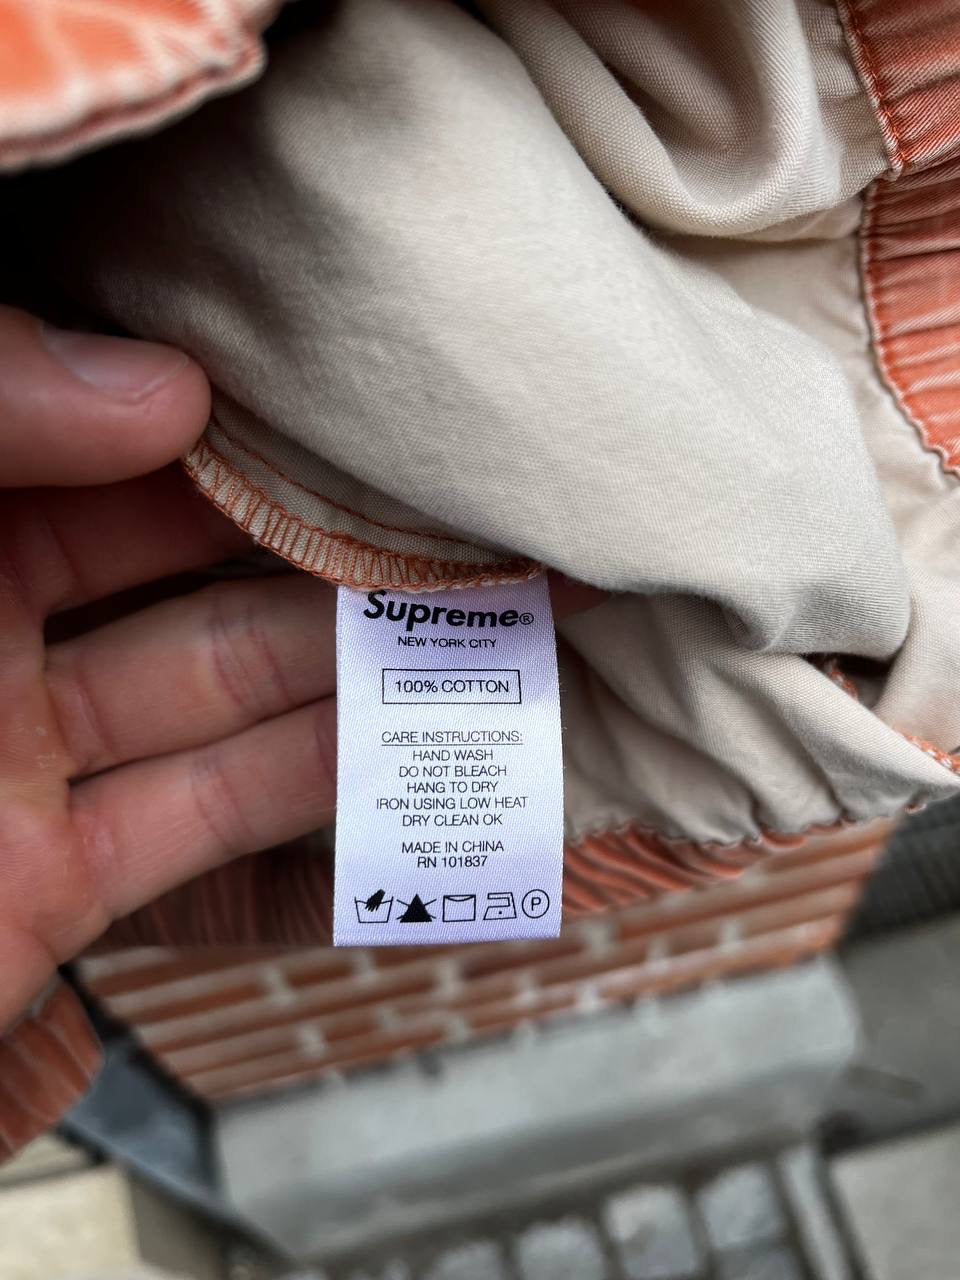 Supreme®
NEW YORK CITY
100% COTTON
CARE INSTRUCTIONS:
HAND WASH
DO NOT BLEACH
HANG TO DRY
IRON USING LOW HEAT
DRY CLEAN OK
MADE IN CHINA
RN 101837
P